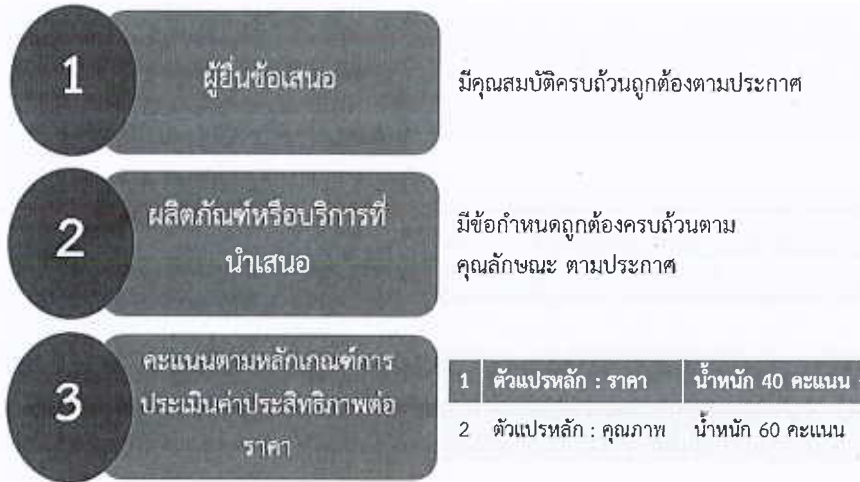 1
ผู้ยื่นข้อเสนอ
มีคุณสมบัติครบถ้วนถูกต้องตามประกาศ
2
ผลิตภัณฑ์หรือบริการที่
นำเสนอ
มีข้อกำหนดถูกต้องครบถ้วนตาม
คุณลักษณะ ตามประกาศ
3
คะแนนตามหลักเกณฑ์การ
ประเมินค่าประสิทธิภาพต่อ
ราคา
1 ตัวแปรหลัก : ราคา น้ำหนัก 40 คะแนน
2 ตัวแปรหลัก : คุณภาพ น้ำหนัก 60 คะแนน